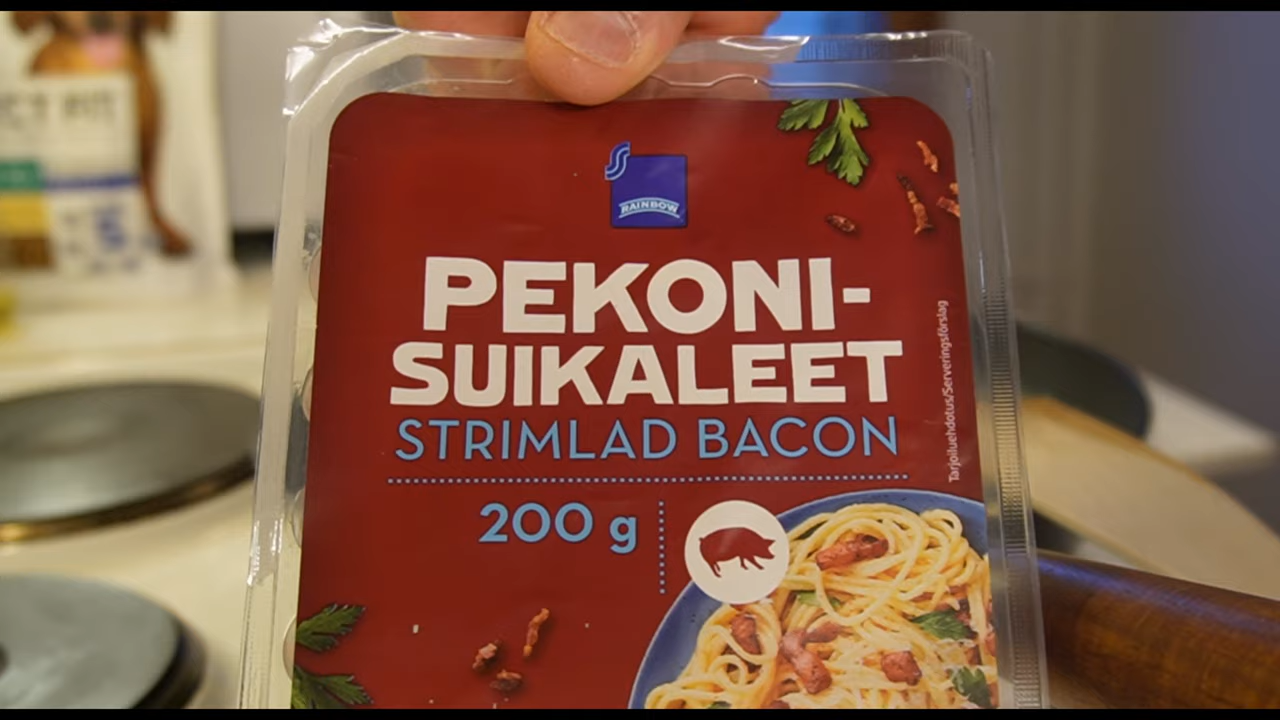 RAINBOW
PEKONI-
SUIKALEET
STRIMLAD BACON
200 g
Tarjoiluehdotus/Serveringsförslag